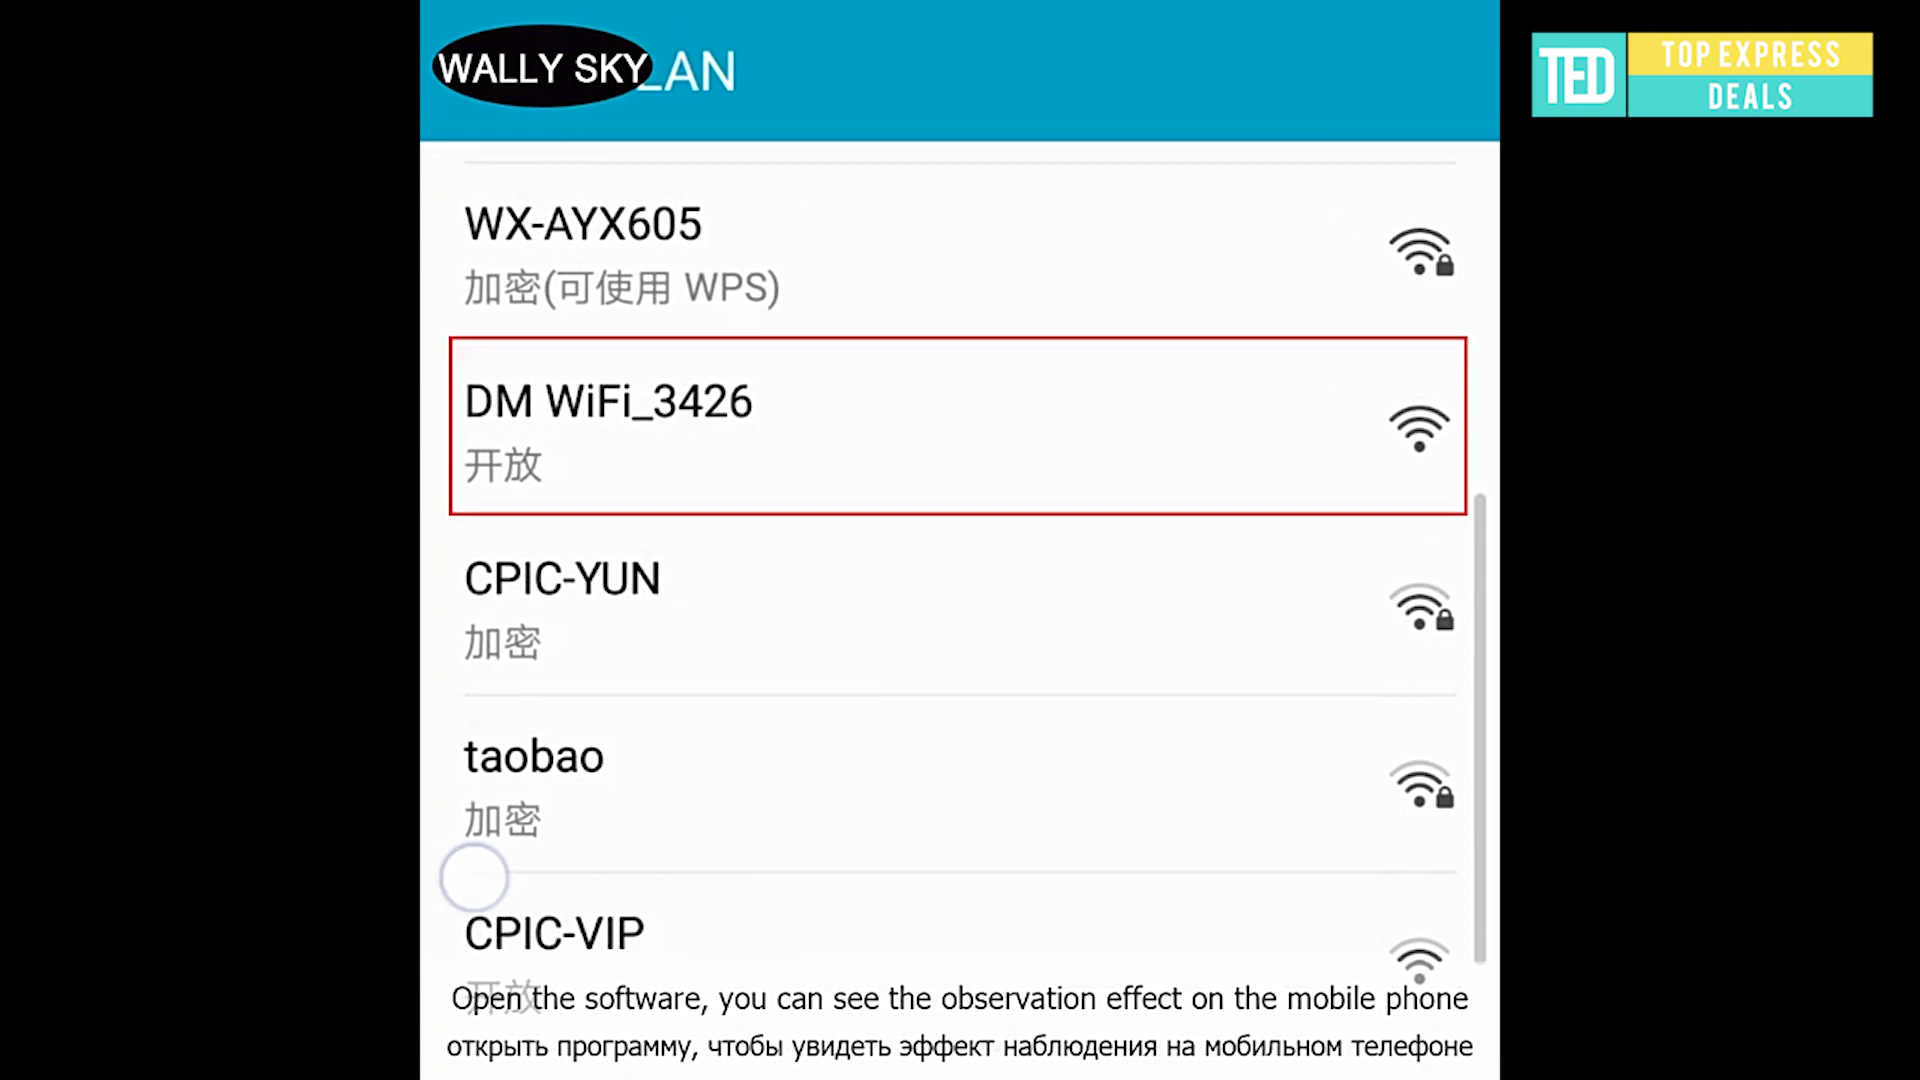 WALLY SKY
LAN
TED
TOP EXPRESS
DEALS
WX-AYX605
加密(可使用 WPS)
DM WiFi_3426
开放
CPIC-YUN
加密
taobao
加密
CPIC-VIP
开放
Open the software, you can see the observation effect on the mobile phone
открыть программу, чтобы увидеть эффект наблюдения на мобильном телефоне